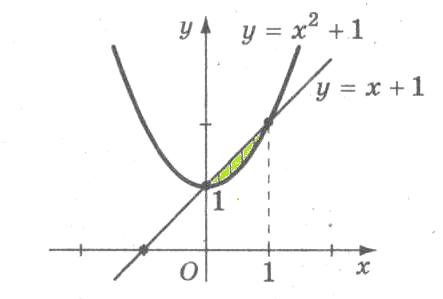 y
y = x² + 1
y = x + 1
1
O
1
x